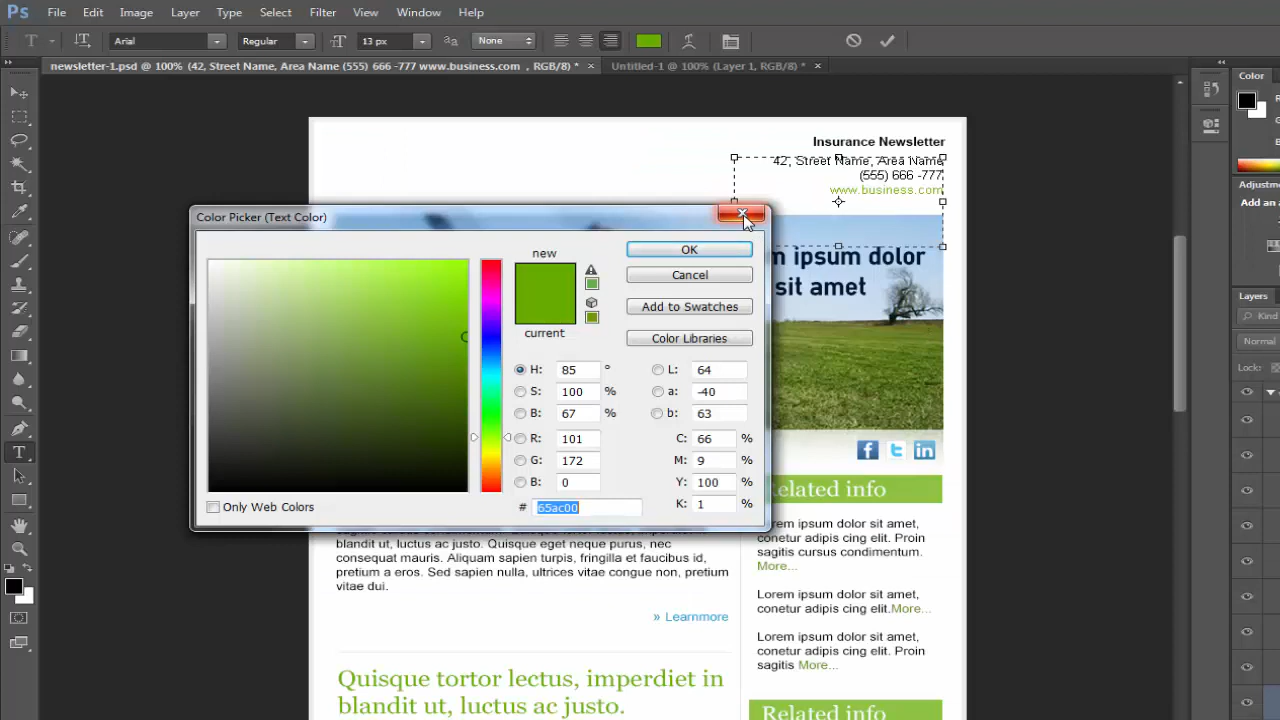 Ps File Edit Image Layer Type Select Filter View Window Help
T Arial Regular 13 px None
newsletter-1.psd @ 100% (42, Street Name, Area Name (555) 666 -777 www.business.com , RGB/8) * × Untitled-1 @ 100% (Layer 1, RGB/8) * ×
Color
Insurance Newsletter
42, Street Name, Area Name
(555) 666 -777
www.business.com
Adjustme
Add an
Color Picker (Text Color)
new
current
OK
Cancel
Add to Swatches
Color Libraries
H: 85 °
S: 100 %
B: 67 %
R: 101
G: 172
B: 0
# 65ac00
L: 64
a: -40
b: 63
C: 66 %
M: 9 %
Y: 100 %
K: 1 %
Only Web Colors
m ipsum dolor
sit amet
Layers
Kind
Normal
Lock:
Related info
Lorem ipsum dolor sit amet,
conetur adipis cing elit. Proin
sagitis cursus condimentum.
More...
Lorem ipsum dolor sit amet,
conetur adipis cing elit.More...
Lorem ipsum dolor sit amet,
conetur adipis cing elit. Proin
sagitis More...
Related info
blandit ut, luctus ac justo. Quisque eget neque purus, nec
consequat mauris. Aliquam sapien turpis, fringilla et faucibus id,
pretium a eros. Sed sapien nulla, ultrices vitae congue non, pretium
vitae dui.
» Learnmore
Quisque tortor lectus, imperdiet in
blandit ut, luctus ac justo.